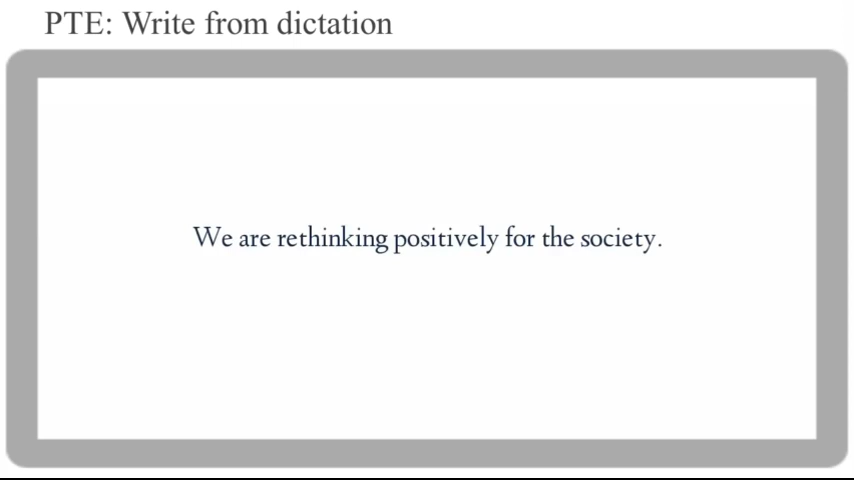 PTE: Write from dictation
We are rethinking positively for the society.